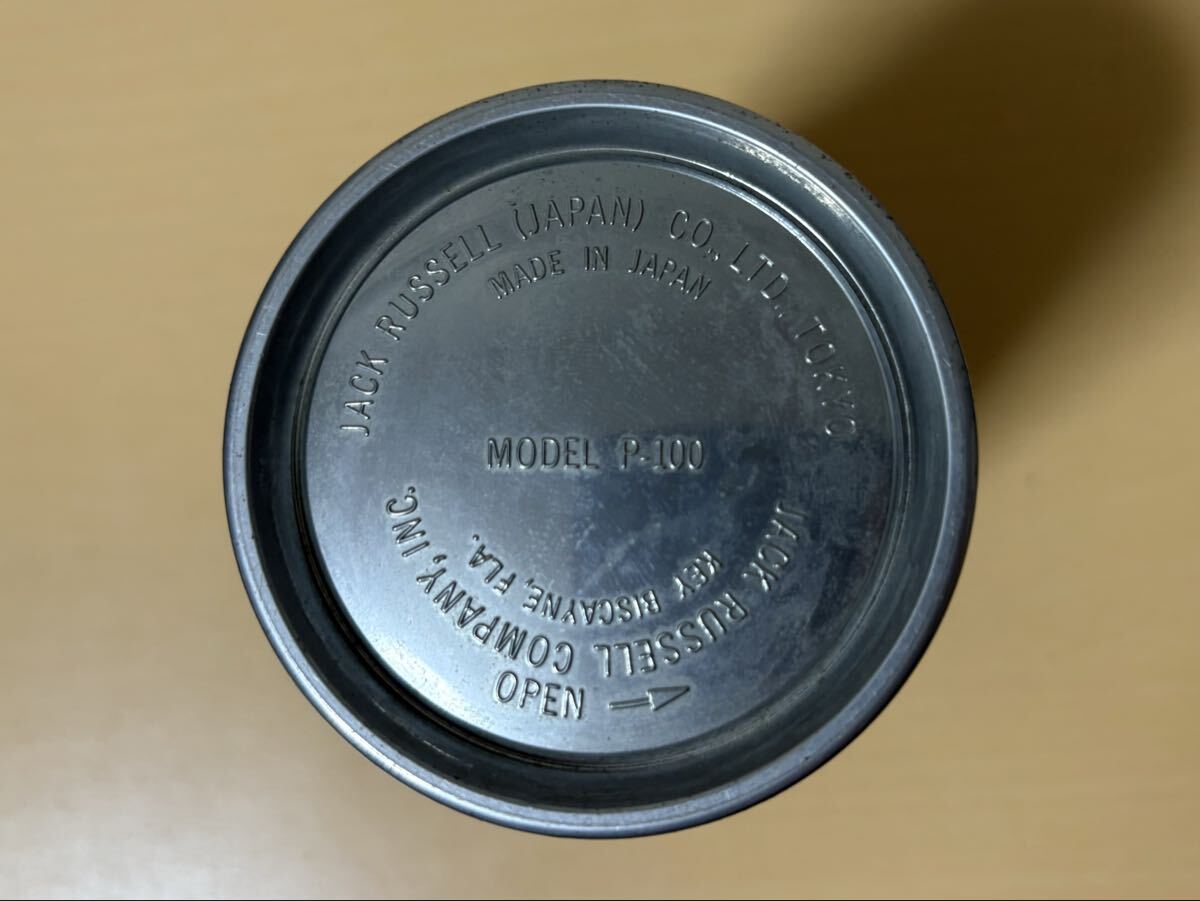 JACK RUSSELL (JAPAN) CO., LTD., TOKYO
MADE IN JAPAN
MODEL P-100
JACK RUSSELL COMPANY, INC.
KEY BISCAYNE, FLA.
OPEN →